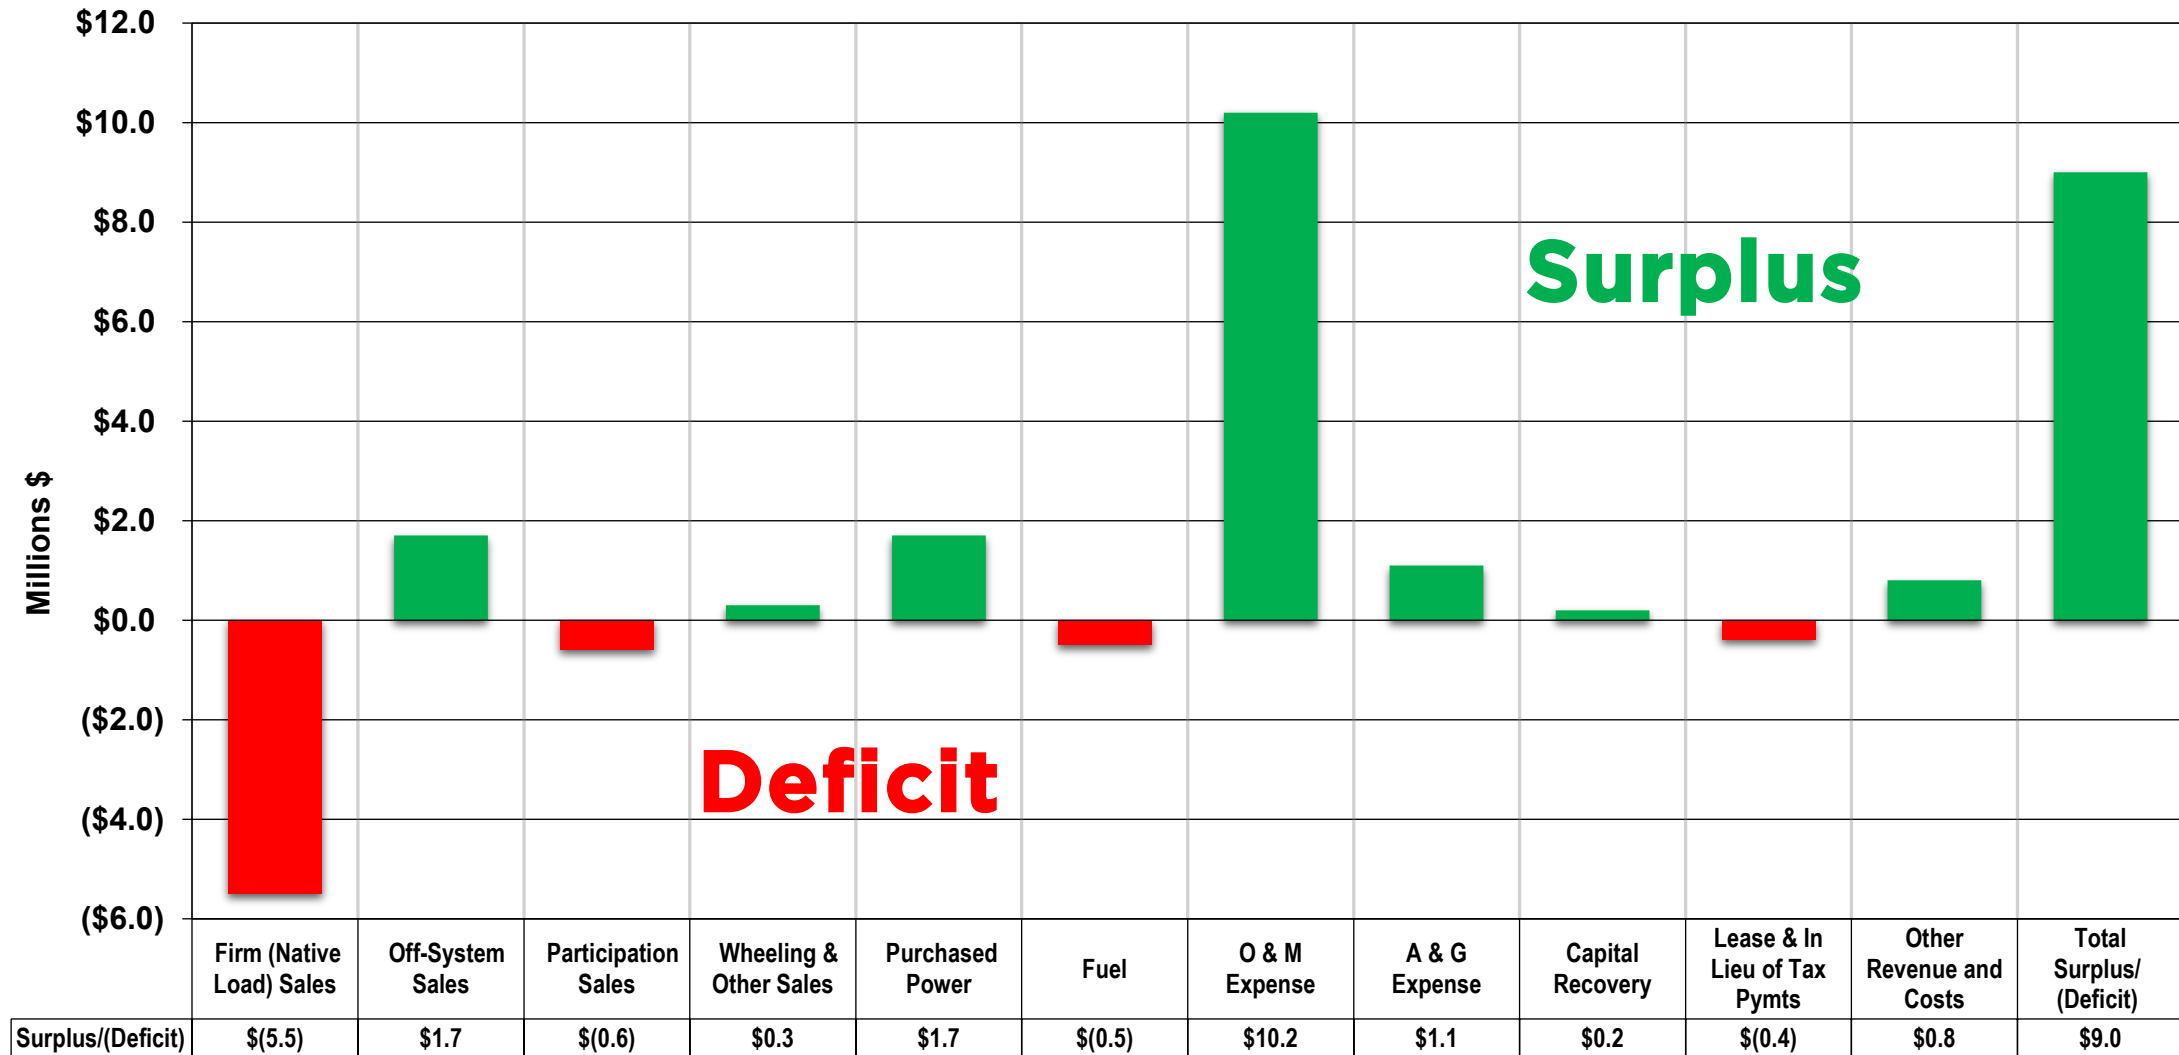 $12.0
$10.0
$8.0
$6.0
$4.0
$2.0
$0.0
($2.0)
($4.0)
($6.0)
Millions $
Surplus
Deficit
Firm (Native
Load) Sales
Off-System
Sales
Participation
Sales
Wheeling &
Other Sales
Purchased
Power
Fuel
O & M
Expense
A & G
Expense
Capital
Recovery
Lease & In
Lieu of Tax
Pymts
Other
Revenue and
Costs
Total
Surplus/
(Deficit)
Surplus/(Deficit) $(5.5) $1.7 $(0.6) $0.3 $1.7 $(0.5) $10.2 $1.1 $0.2 $(0.4) $0.8 $9.0